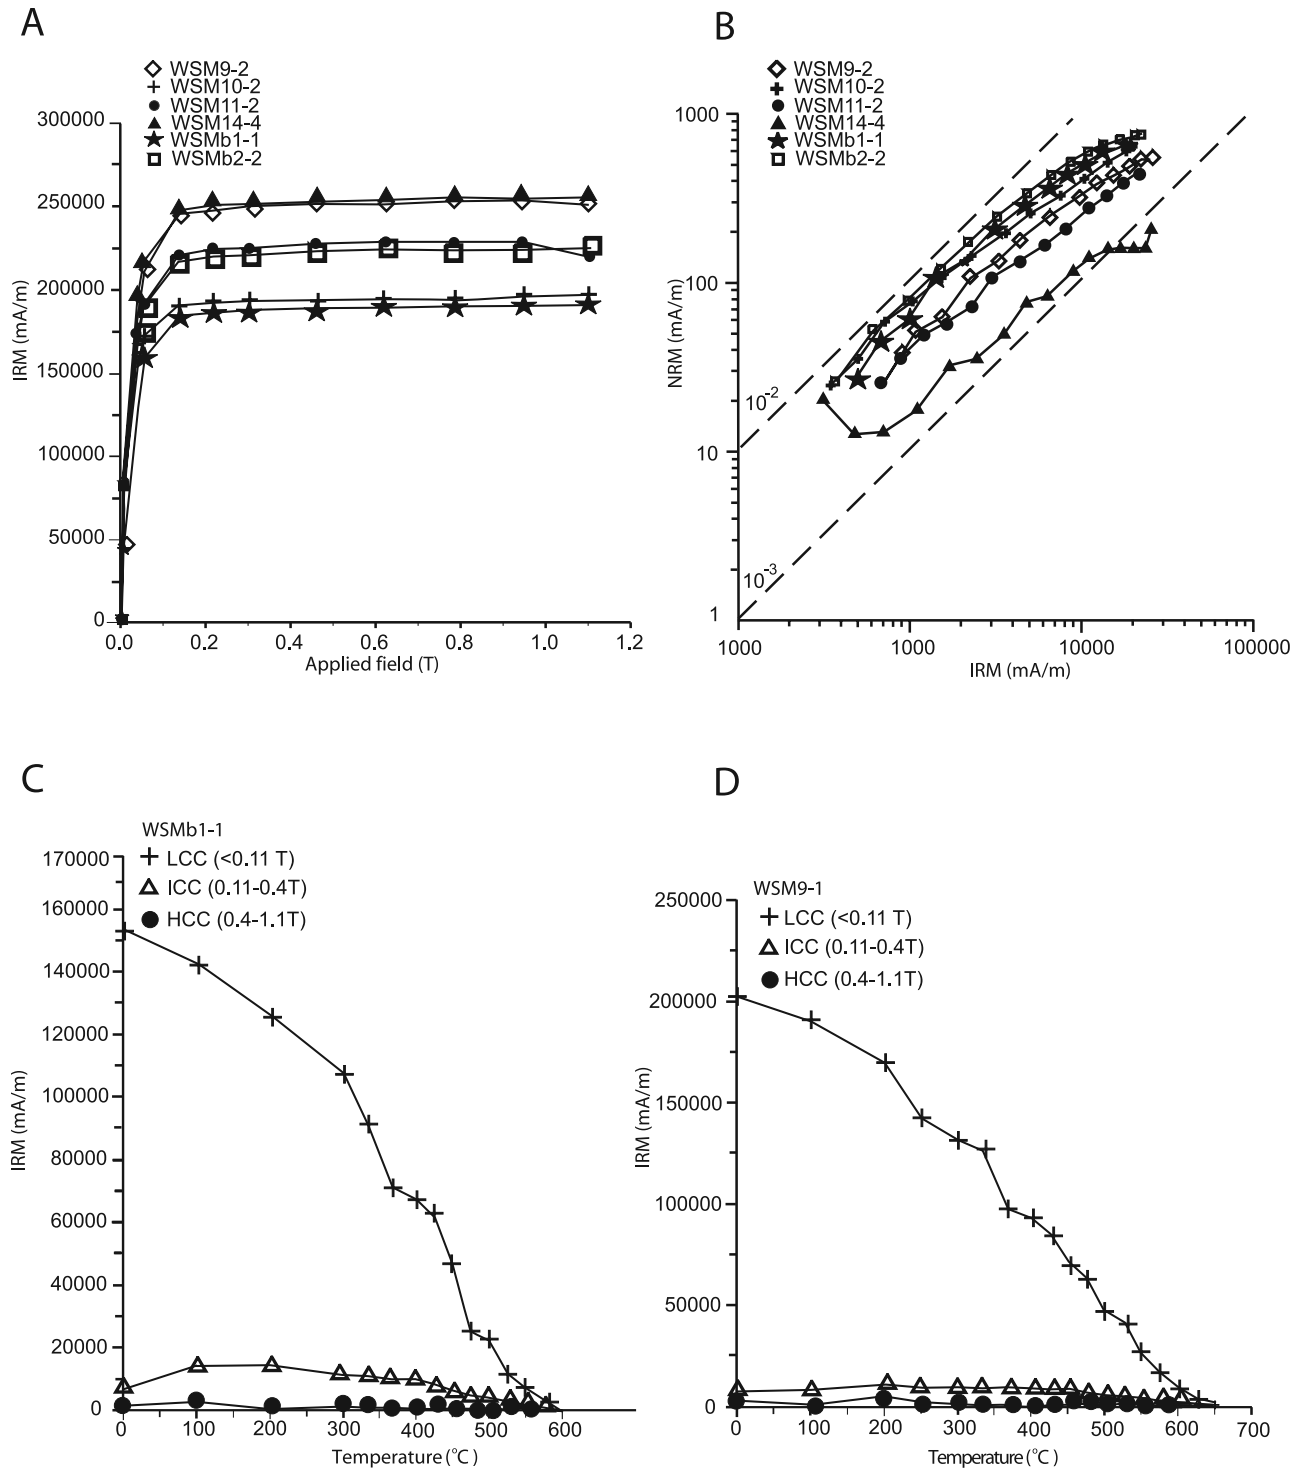 A
WSM9-2
WSM10-2
WSM11-2
WSM14-4
WSMb1-1
WSMb2-2
300000
250000
200000
150000
100000
50000
0
IRM (mA/m)
0.0 0.2 0.4 0.6 0.8 1.0 1.2
Applied field (T)
B
WSM9-2
WSM10-2
WSM11-2
WSM14-4
WSMb1-1
WSMb2-2
1000
100
10
1
NRM (mA/m)
10-2
10-3
1000 1000 10000 100000
IRM (mA/m)
C
WSMb1-1
LCC (<0.11 T)
ICC (0.11-0.4T)
HCC (0.4-1.1T)
170000
160000
140000
120000
100000
80000
60000
40000
20000
0
IRM (mA/m)
0 100 200 300 400 500 600
Temperature (°C)
D
WSM9-1
LCC (<0.11 T)
ICC (0.11-0.4T)
HCC (0.4-1.1T)
250000
200000
150000
100000
50000
0
IRM (mA/m)
0 100 200 300 400 500 600 700
Temperature (°C)